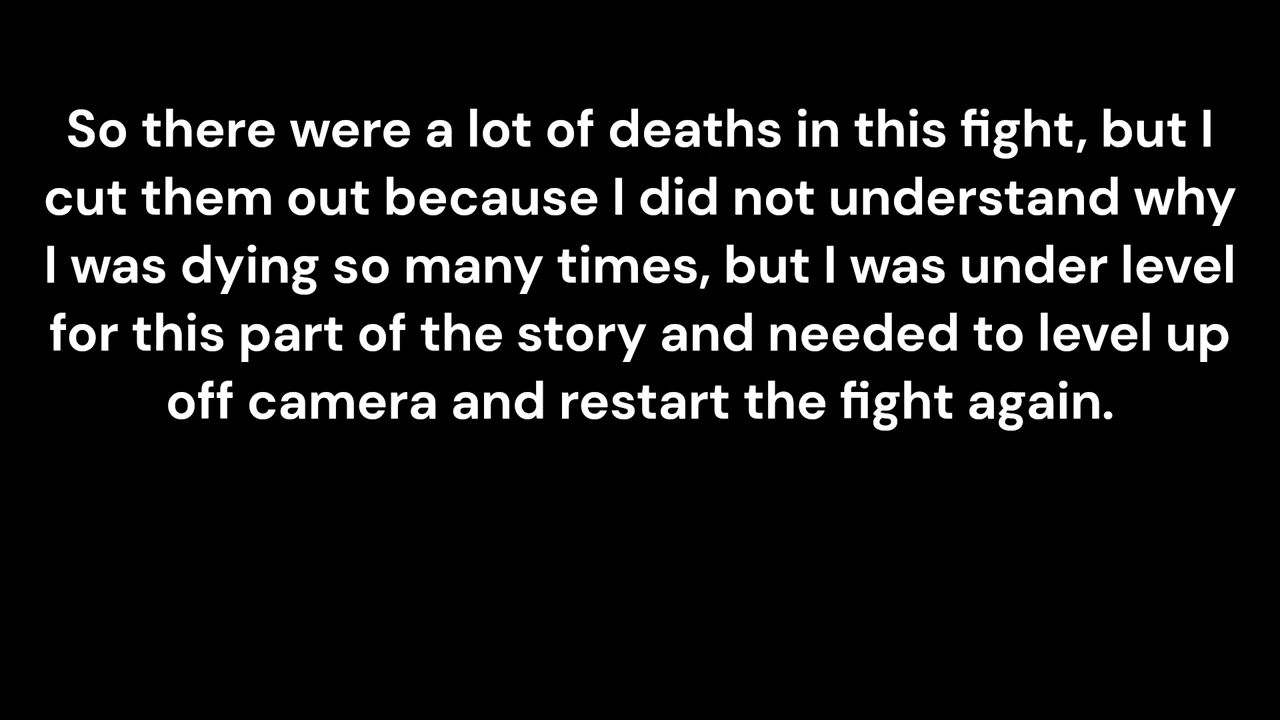 So there were a lot of deaths in this fight, but I
cut them out because I did not understand why
I was dying so many times, but I was under level
for this part of the story and needed to level up
off camera and restart the fight again.